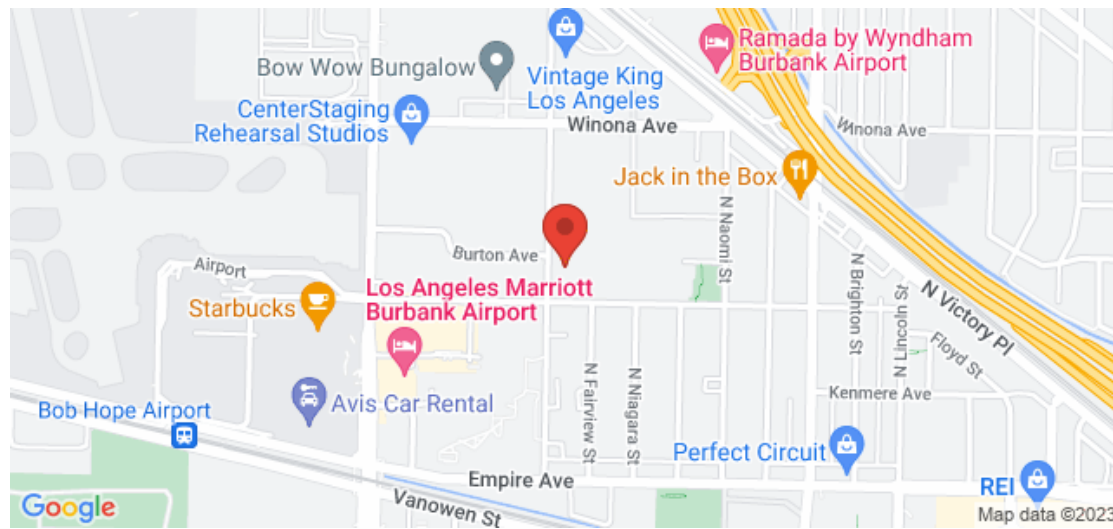 Ramada by Wyndham
Burbank Airport
Bow Wow Bungalow
Vintage King
Los Angeles
CenterStaging
Rehearsal Studios
Winona Ave
Winona Ave
Jack in the Box
N Naomi St
Burton Ave
Airport
Los Angeles Marriott
Burbank Airport
Starbucks
N Brighton St
N Lincoln St
N Victory Pl
Floyd St
N Fairview St
N Niagara St
Kenmere Ave
Avis Car Rental
Bob Hope Airport
Perfect Circuit
Empire Ave
REI
Vanowen St
Google
Map data ©2023